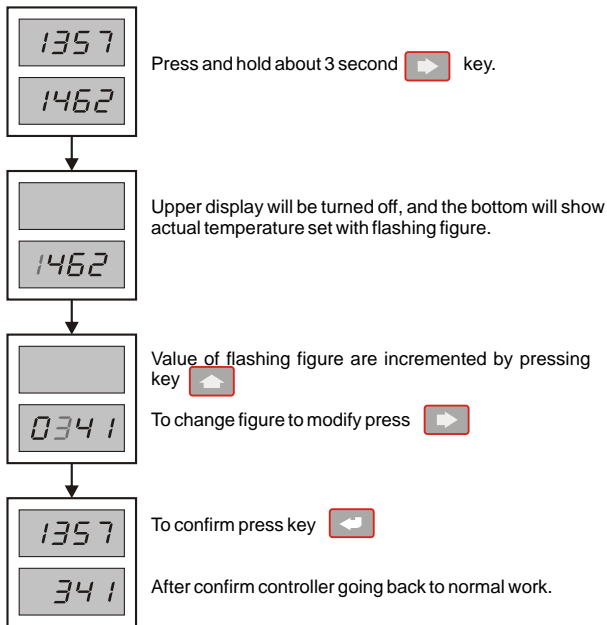 1357
Press and hold about 3 second key.
1462
Upper display will be turned off, and the bottom will show
actual temperature set with flashing figure.
1462
Value of flashing figure are incremented by pressing
key
To change figure to modify press
0341
To confirm press key
1357
After confirm controller going back to normal work.
341